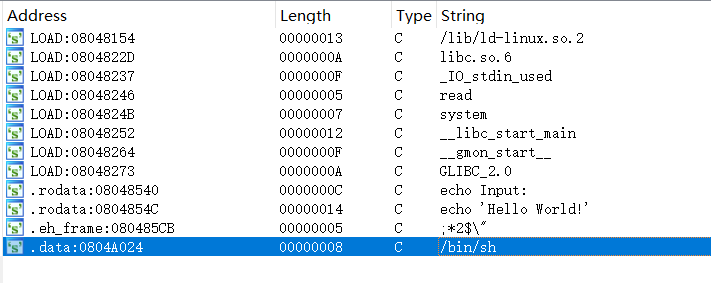 Address Length Type String
's' LOAD:08048154 00000013 C /lib/ld-linux.so.2
's' LOAD:0804822D 0000000A C libc.so.6
's' LOAD:08048237 0000000F C _IO_stdin_used
's' LOAD:08048246 00000005 C read
's' LOAD:0804824B 00000007 C system
's' LOAD:08048252 00000012 C __libc_start_main
's' LOAD:08048264 0000000F C __gmon_start__
's' LOAD:08048273 0000000A C GLIBC_2.0
's' .rodata:08048540 0000000C C echo Input:
's' .rodata:0804854C 00000014 C echo 'Hello World!'
's' .eh_frame:080485CB 00000005 C ;*2$\"
's' .data:0804A024 00000008 C /bin/sh